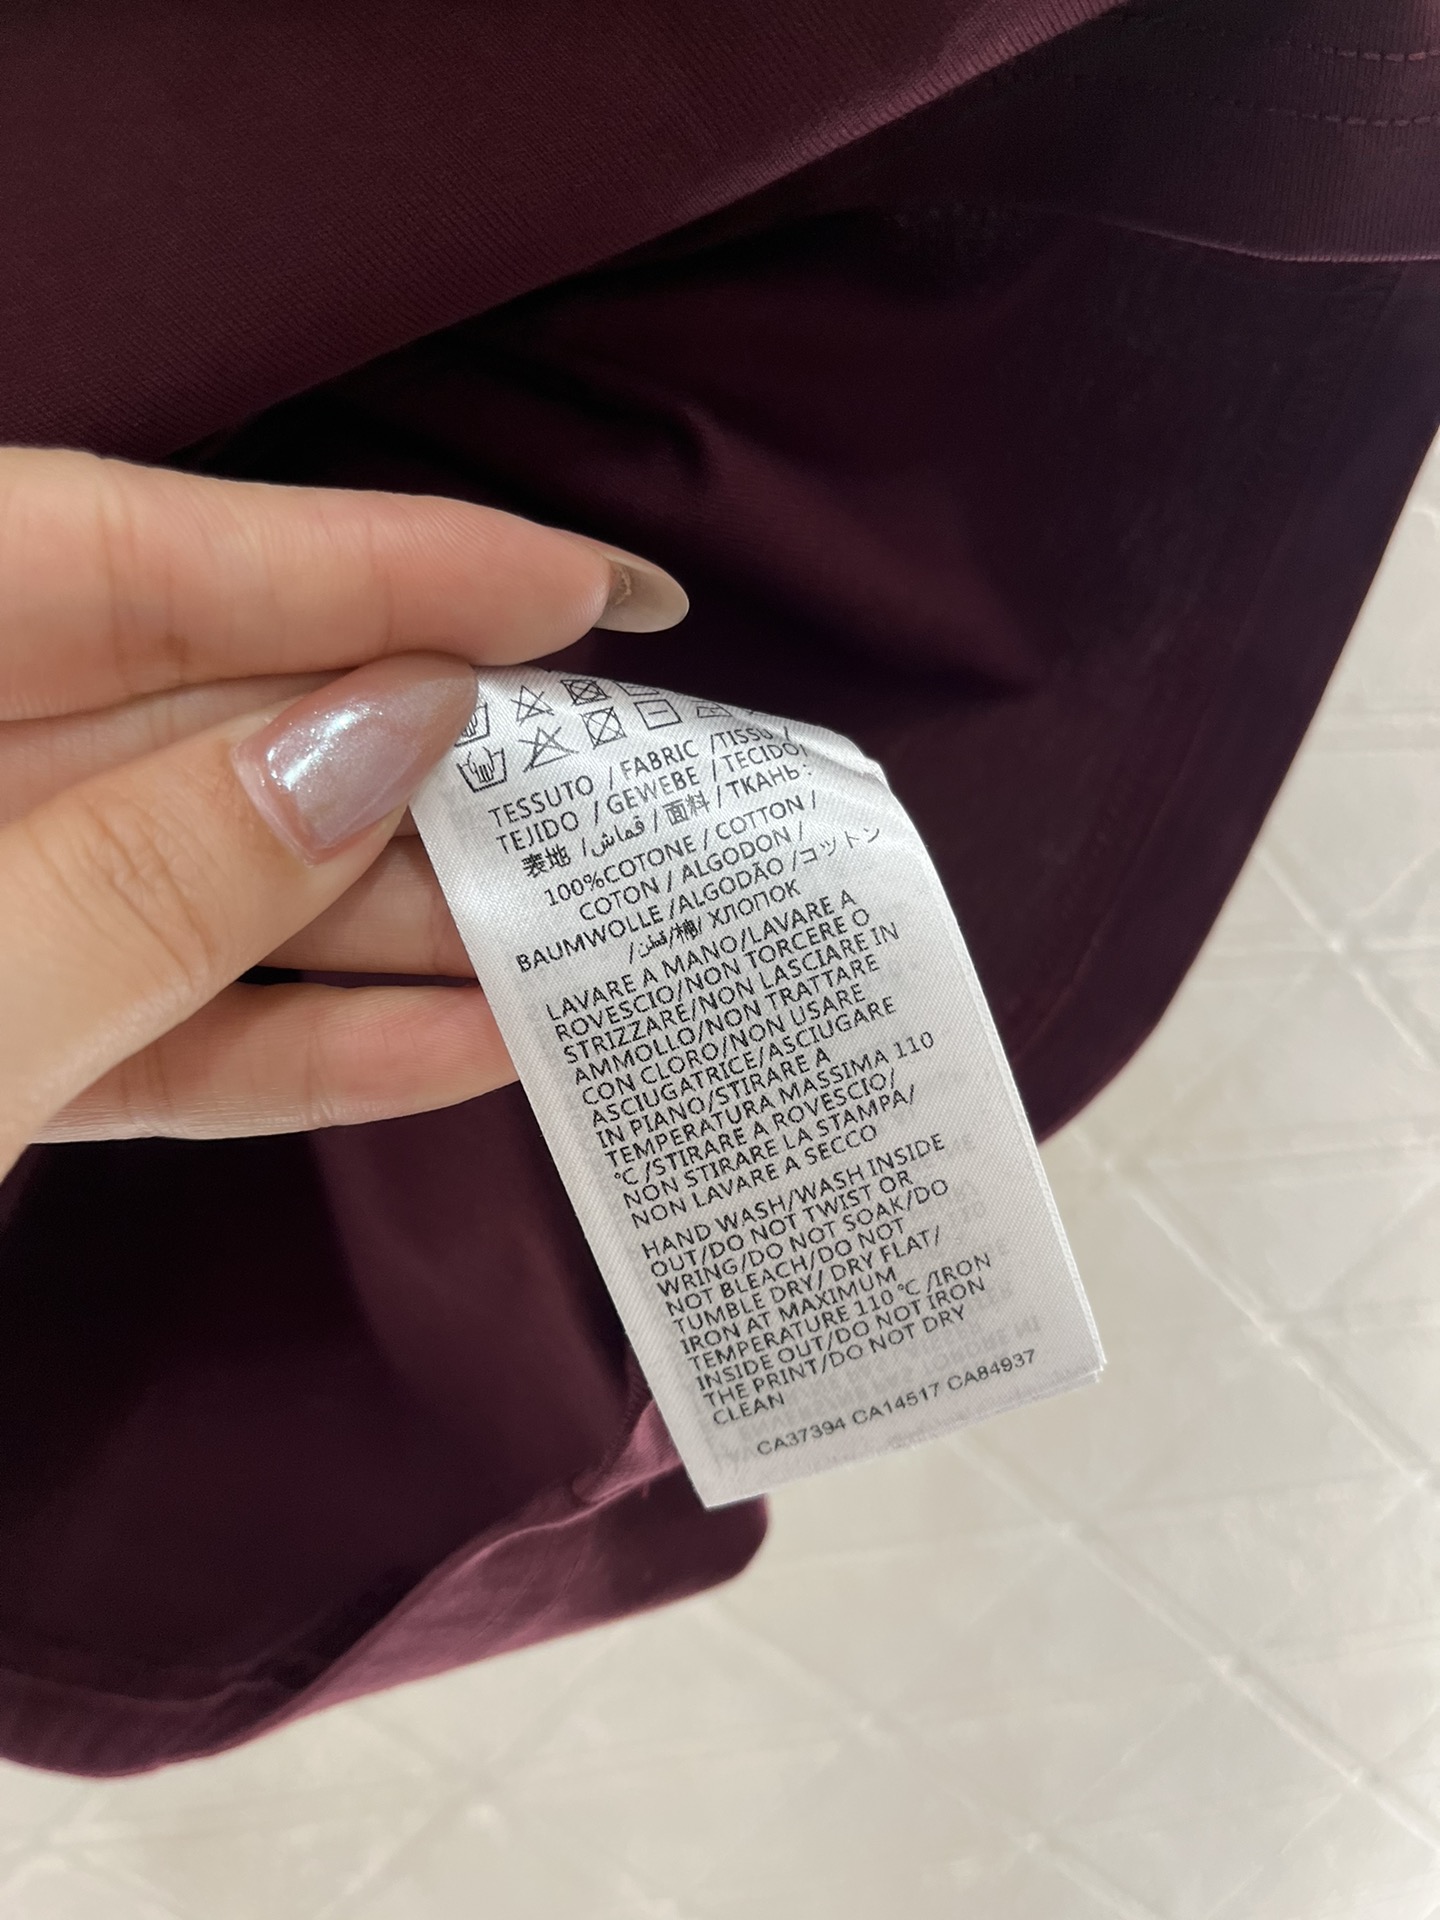 TESSUTO / FABRIC /TISSU /
TEJIDO / GEWEBE /TECIDO/
表地 /قماش / 面料 / ТКАНЬ:
100%COTONE / COTTON /
COTON / ALGODON /
BAUMWOLLE /ALGODÃO /コットン
/قطن/棉/ ХЛОПОК
LAVARE A MANO/LAVARE A
ROVESCIO/NON TORCERE O
STRIZZARE/NON LASCIARE IN
AMMOLLO/NON TRATTARE
CON CLORO/NON USARE
ASCIUGATRICE/ASCIUGARE
IN PIANO/STIRARE A
TEMPERATURA MASSIMA 110
°C /STIRARE A ROVESCIO/
NON STIRARE LA STAMPA/
NON LAVARE A SECCO
HAND WASH/WASH INSIDE
OUT/DO NOT TWIST OR
WRING/DO NOT SOAK/DO
NOT BLEACH/DO NOT
TUMBLE DRY/ DRY FLAT/
IRON AT MAXIMUM
TEMPERATURE 110 °C /IRON
INSIDE OUT/DO NOT IRON
THE PRINT/DO NOT DRY
CLEAN
CA37394 CA14517 CA84937